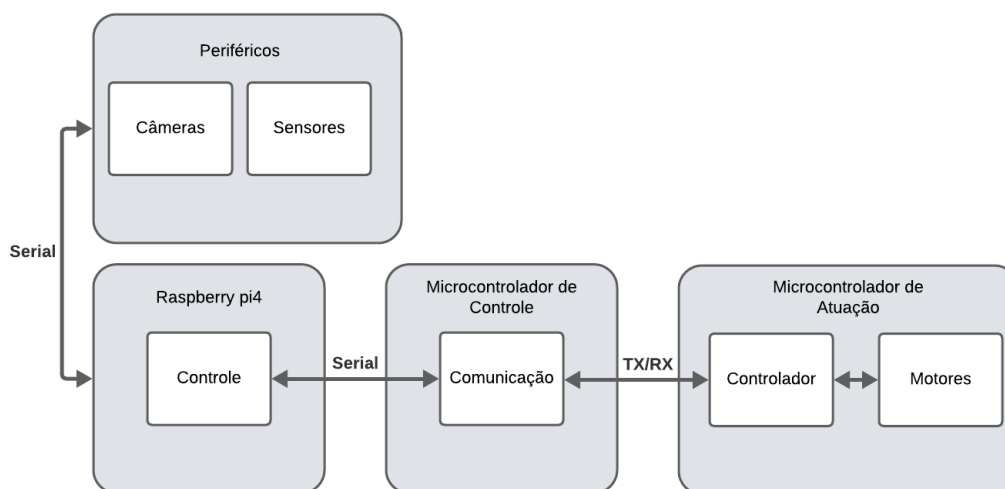 Periféricos
Câmeras
Sensores
Serial
Raspberry pi4
Controle
Serial
Microcontrolador de
Controle
Comunicação
TX/RX
Microcontrolador de
Atuação
Controlador
Motores